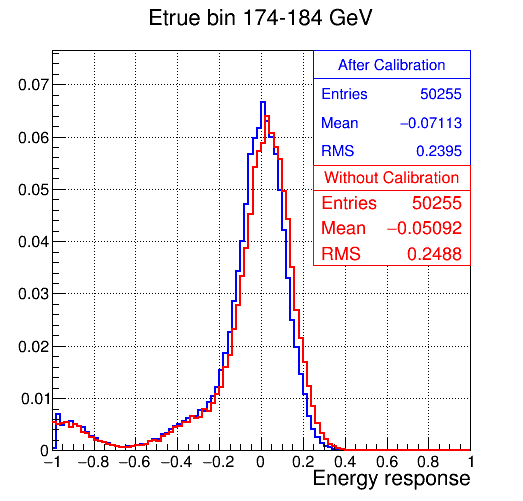 Etrue bin 174-184 GeV
After Calibration
Entries 50255
Mean −0.07113
RMS 0.2395
Without Calibration
Entries 50255
Mean −0.05092
RMS 0.2488
0.07
0.06
0.05
0.04
0.03
0.02
0.01
0
−1 −0.8 −0.6 −0.4 −0.2 0 0.2 0.4 0.6 0.8 1
Energy response